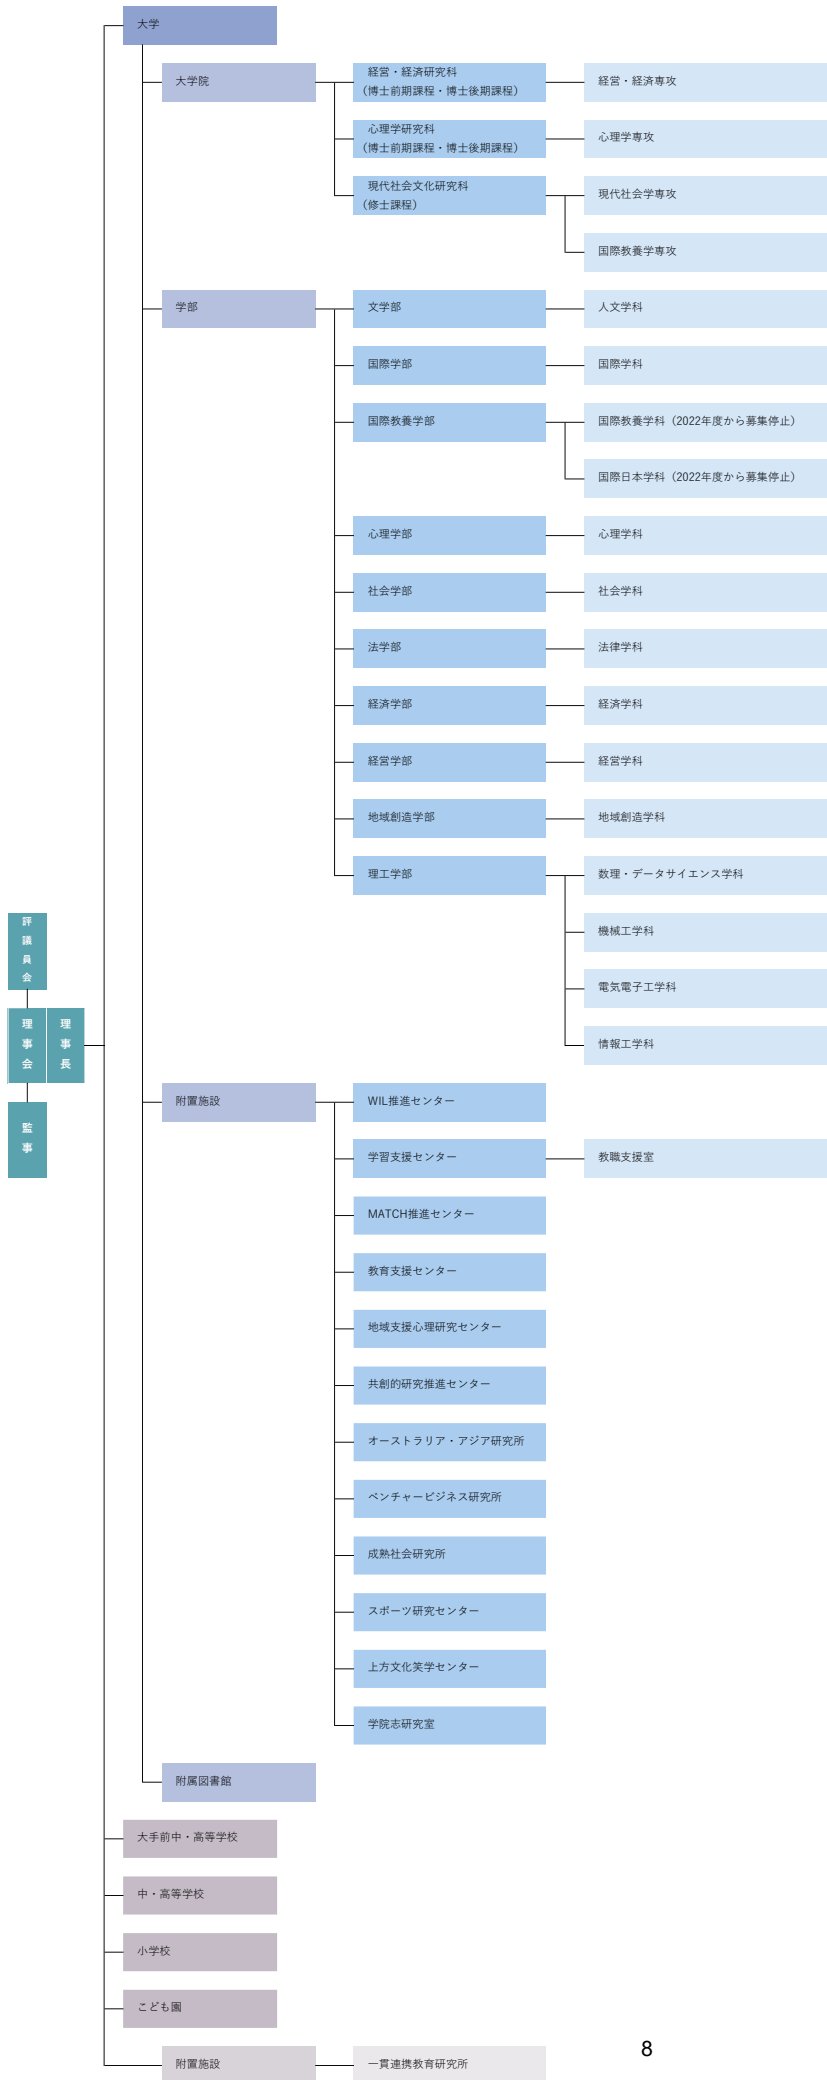 大学
大学院
経営・経済研究科
(博士前期課程・博士後期課程)
経営・経済専攻
心理学研究科
(博士前期課程・博士後期課程)
心理学専攻
現代社会文化研究科
(修士課程)
現代社会学専攻
国際教養学専攻
学部
文学部
人文学科
国際学部
国際学科
国際教養学部
国際教養学科（2022年度から募集停止）
国際日本学科（2022年度から募集停止）
心理学部
心理学科
社会学部
社会学科
法学部
法律学科
経済学部
経済学科
経営学部
経営学科
地域創造学部
地域創造学科
理工学部
数理・データサイエンス学科
機械工学科
電気電子工学科
情報工学科
評議員会
理事会
理事長
監事
附置施設
WIL推進センター
学習支援センター
教職支援室
MATCH推進センター
教育支援センター
地域支援心理研究センター
共創的研究推進センター
オーストラリア・アジア研究所
ベンチャービジネス研究所
成熟社会研究所
スポーツ研究センター
上方文化笑学センター
学院志研究室
附属図書館
大手前中・高等学校
中・高等学校
小学校
こども園
附置施設
一貫連携教育研究所
8